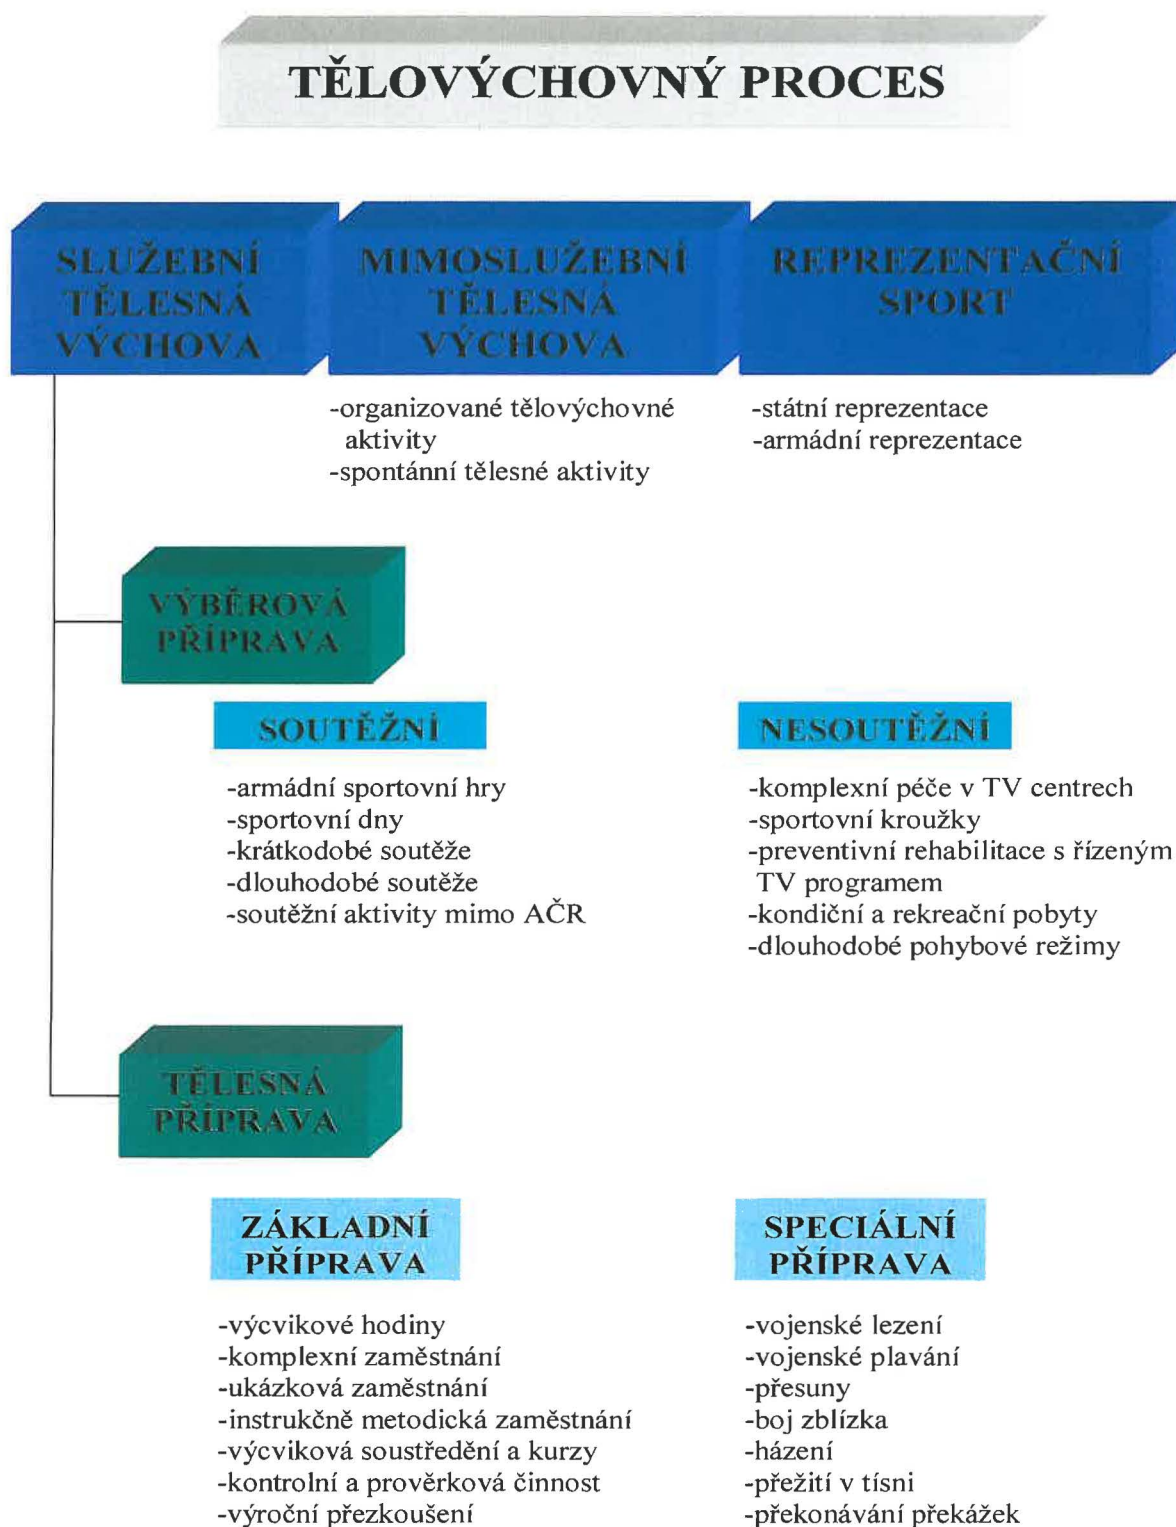 TĚLOVÝCHOVNÝ PROCES
SLUŽEBNÍ
TĚLESNÁ
VÝCHOVA
MIMOSLUŽEBNÍ
TĚLESNÁ
VÝCHOVA
REPREZENTAČNÍ
SPORT
-organizované tělovýchovné
aktivity
-spontánní tělesné aktivity
-státní reprezentace
-armádní reprezentace
VÝBĚROVÁ
PŘÍPRAVA
SOUTĚŽNÍ
-armádní sportovní hry
-sportovní dny
-krátkodobé soutěže
-dlouhodobé soutěže
-soutěžní aktivity mimo AČR
NESOUTĚŽNÍ
-komplexní péče v TV centrech
-sportovní kroužky
-preventivní rehabilitace s řízeným
TV programem
-kondiční a rekreační pobyty
-dlouhodobé pohybové režimy
TĚLESNÁ
PŘÍPRAVA
ZÁKLADNÍ
PŘÍPRAVA
-výcvikové hodiny
-komplexní zaměstnání
-ukázková zaměstnání
-instrukčně metodická zaměstnání
-výcviková soustředění a kurzy
-kontrolní a prověrková činnost
-výroční přezkoušení
SPECIÁLNÍ
PŘÍPRAVA
-vojenské lezení
-vojenské plavání
-přesuny
-boj zblízka
-házení
-přežití v tísni
-překonávání překážek